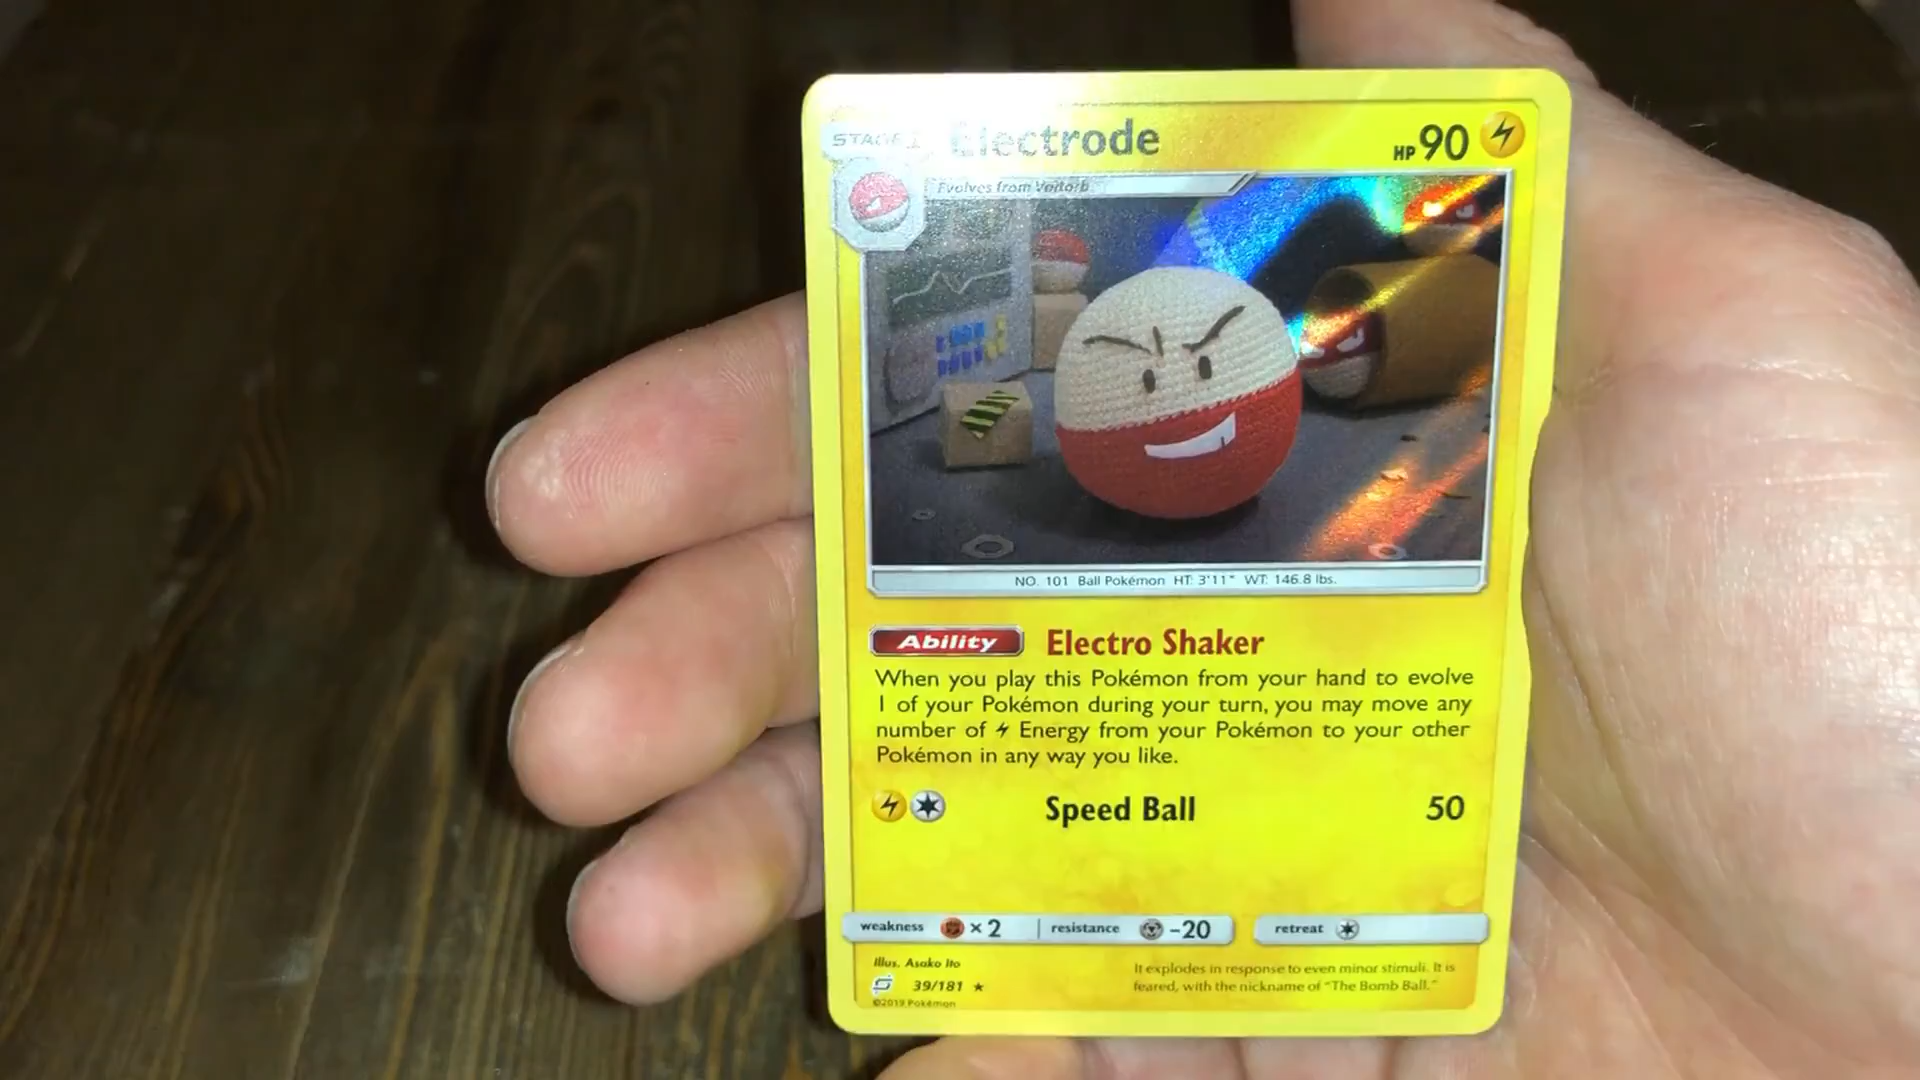 STAGE 1 Electrode HP 90
Evolves from Voltorb
NO. 101 Ball Pokémon HT: 3'11" WT: 146.8 lbs.
Ability Electro Shaker
When you play this Pokémon from your hand to evolve
1 of your Pokémon during your turn, you may move any
number of Energy from your Pokémon to your other
Pokémon in any way you like.
Speed Ball 50
weakness × 2 resistance -20 retreat
Illus. Asako Ito
39/181
©2019 Pokémon
It explodes in response to even minor stimuli. It is
feared, with the nickname of "The Bomb Ball."